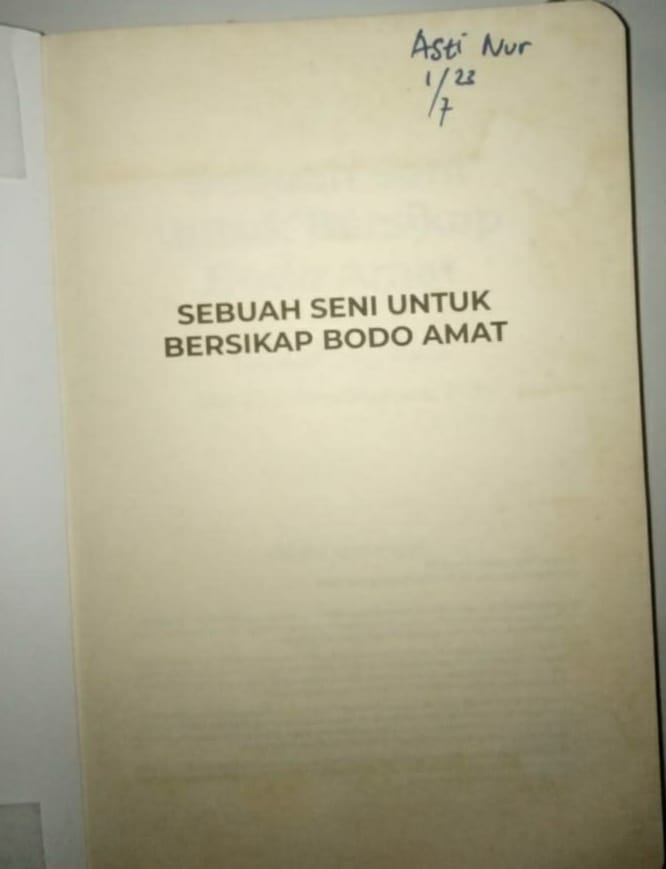 Asti Nur
1/7 23
SEBUAH SENI UNTUK
BERSIKAP BODO AMAT